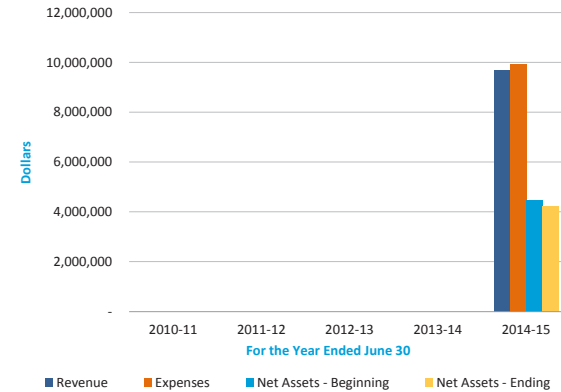 12,000,000
10,000,000
8,000,000
6,000,000
4,000,000
2,000,000
-
Dollars
2010-11 2011-12 2012-13 2013-14 2014-15
For the Year Ended June 30
Revenue Expenses Net Assets - Beginning Net Assets - Ending